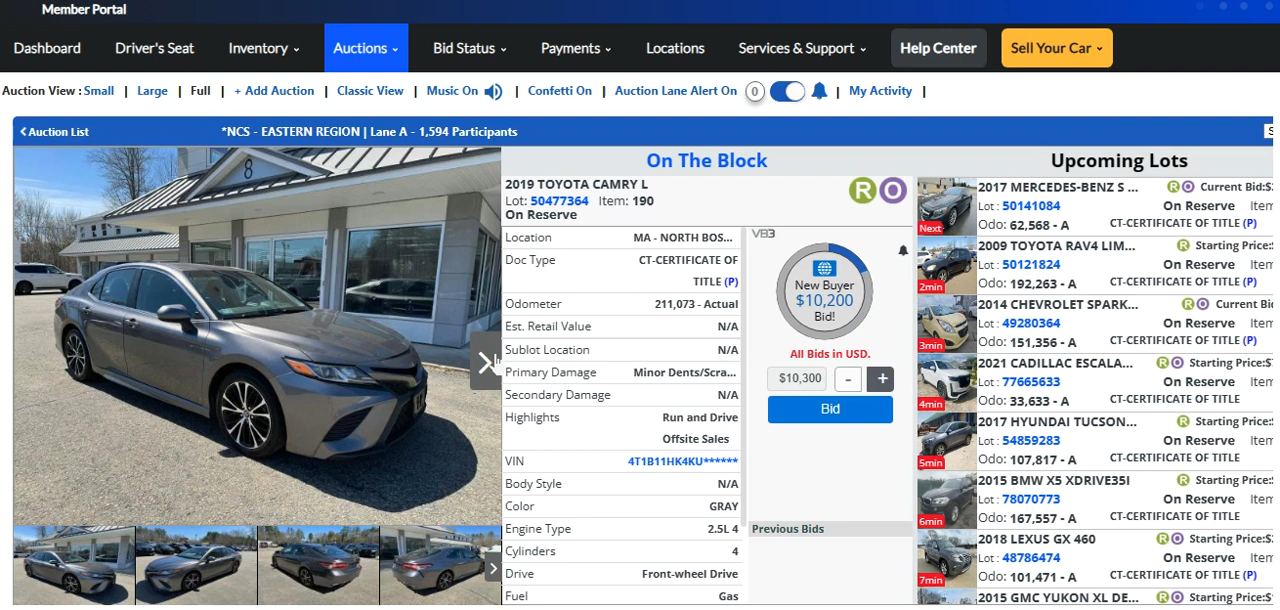 Member Portal
Dashboard Driver's Seat Inventory Auctions Bid Status Payments Locations Services & Support Help Center Sell Your Car
Auction View : Small | Large | Full | + Add Auction | Classic View | Music On | Confetti On | Auction Lane Alert On 0 | My Activity |
Auction List *NCS - EASTERN REGION | Lane A - 1,594 Participants
8
On The Block
2019 TOYOTA CAMRY L
Lot: 50477364 Item: 190
On Reserve
R O
Location MA - NORTH BOS...
Doc Type CT-CERTIFICATE OF
TITLE (P)
Odometer 211,073 - Actual
Est. Retail Value N/A
Sublot Location N/A
Primary Damage Minor Dents/Scra...
Secondary Damage N/A
Highlights Run and Drive
Offsite Sales
VIN 4T1B11HK4KU******
Body Style N/A
Color GRAY
Engine Type 2.5L 4
Cylinders 4
Drive Front-wheel Drive
Fuel Gas
VB3
New Buyer
$10,200
Bid!
All Bids in USD.
$10,300 - +
Bid
Previous Bids
Upcoming Lots
2017 MERCEDES-BENZ S ... R O Current Bid:$
Lot : 50141084 On Reserve Item
Next Odo: 62,568 - A CT-CERTIFICATE OF TITLE (P)
2009 TOYOTA RAV4 LIM... R Starting Price:
Lot : 50121824 On Reserve Item
2min Odo: 192,263 - A CT-CERTIFICATE OF TITLE (P)
2014 CHEVROLET SPARK... R O Current Bid
Lot : 49280364 On Reserve Item
3min Odo: 151,356 - A CT-CERTIFICATE OF TITLE (P)
2021 CADILLAC ESCALA... R O Starting Price:
Lot : 77665633 On Reserve Item
4min Odo: 33,633 - A CT-CERTIFICATE OF TITLE
2017 HYUNDAI TUCSON... R Starting Price:
Lot : 54859283 On Reserve Item
5min Odo: 107,817 - A CT-CERTIFICATE OF TITLE
2015 BMW X5 XDRIVE35I R Starting Price:
Lot : 78070773 On Reserve Item
6min Odo: 167,557 - A CT-CERTIFICATE OF TITLE
2018 LEXUS GX 460 R O Starting Price:
Lot : 48786474 On Reserve Item
7min Odo: 101,471 - A CT-CERTIFICATE OF TITLE (P)
2015 GMC YUKON XL DE... R O Starting Price: